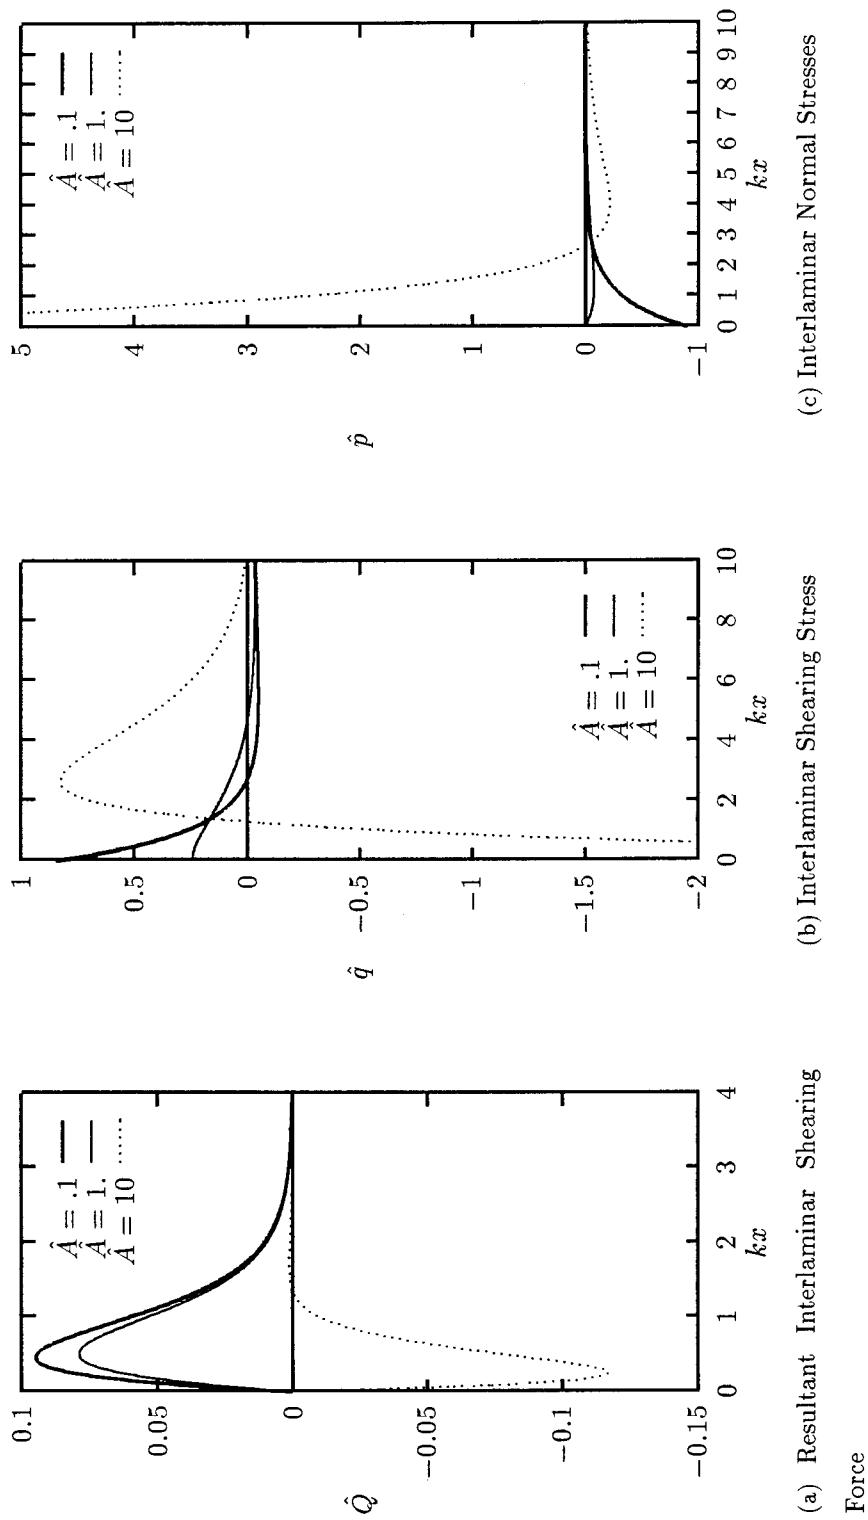 0.1
0.05
0
−0.05
−0.1
−0.15
Q̂
Â = .1
Â = 1.
Â = 10
0 1 2 3 4
kx
(a) Resultant Interlaminar Shearing
Force
1
0.5
0
−0.5
−1
−1.5
−2
q̂
Â = .1
Â = 1.
Â = 10
0 2 4 6 8 10
kx
(b) Interlaminar Shearing Stress
5
4
3
2
1
0
−1
p̂
Â = .1
Â = 1.
Â = 10
0 1 2 3 4 5 6 7 8 9 10
kx
(c) Interlaminar Normal Stresses